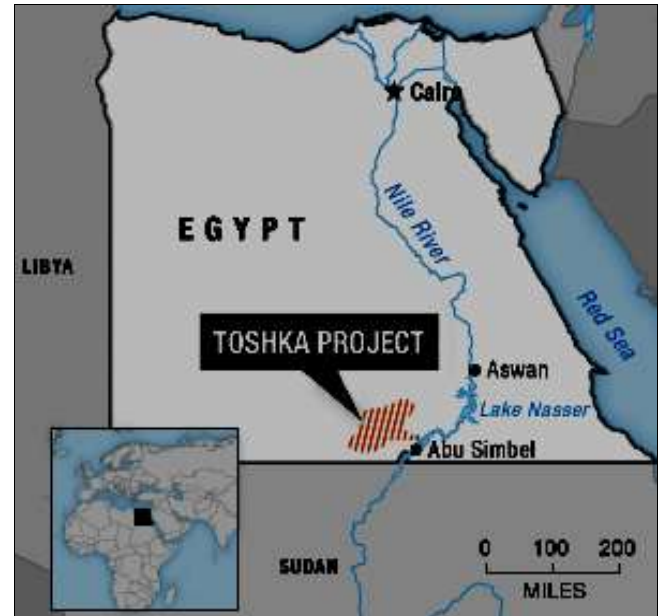 Cairo
Nile River
EGYPT
LIBYA
Red Sea
TOSHKA PROJECT
Aswan
Lake Nasser
Abu Simbel
SUDAN
0 100 200
MILES